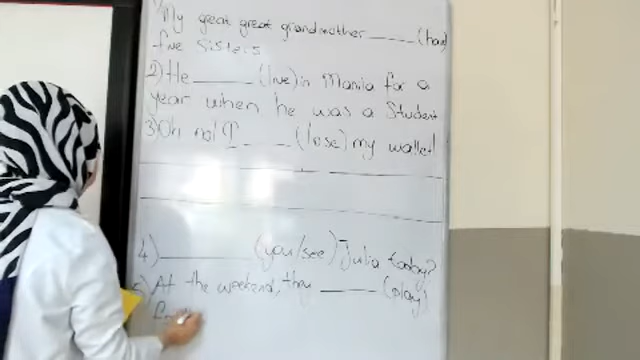 1) My great great grandmother ____ (have)
five sisters
2) He ____ (live) in Manila for a
year when he was a student
3) Oh no! I ____ (lose) my wallet!
4) ____ (you/see) Julia today?
5) At the weekend, they ____ (play)